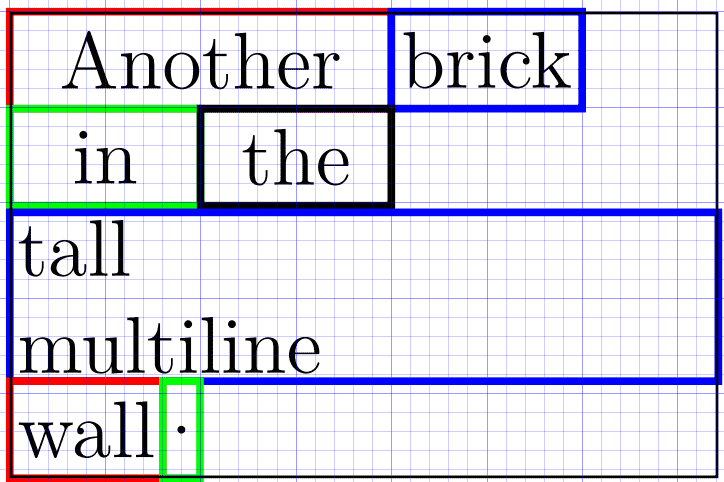 Another brick
in the
tall
multiline
wall ·